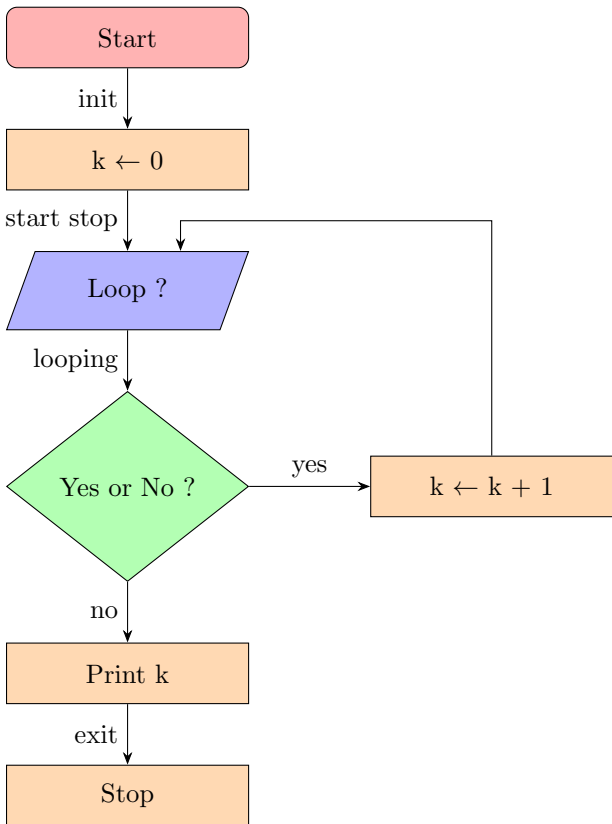 Start
init
k ← 0
start stop
Loop ?
looping
Yes or No ?
yes
k ← k + 1
no
Print k
exit
Stop